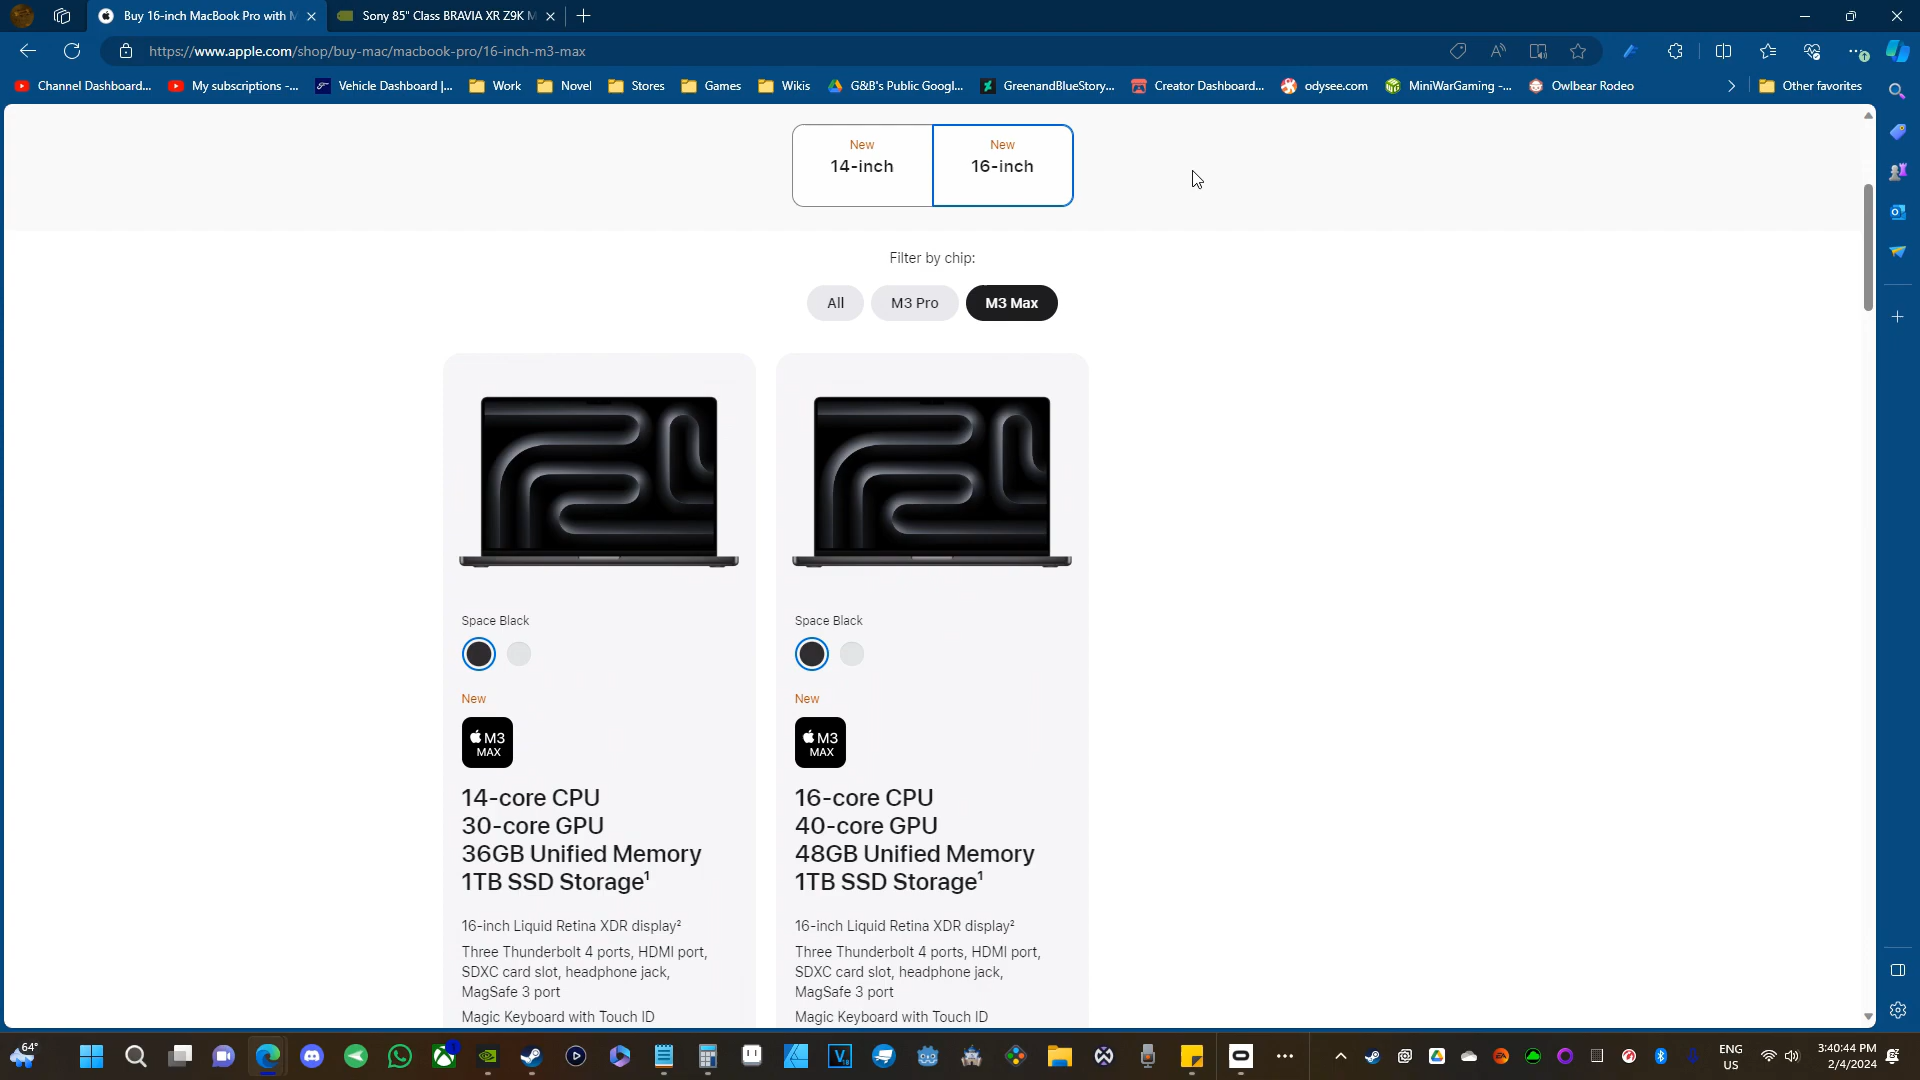 Buy 16-inch MacBook Pro with M
Sony 85" Class BRAVIA XR Z9K M
https://www.apple.com/shop/buy-mac/macbook-pro/16-inch-m3-max
Channel Dashboard...
My subscriptions -...
Vehicle Dashboard |...
Work
Novel
Stores
Games
Wikis
G&B's Public Googl...
GreenandBlueStory...
Creator Dashboard...
odysee.com
MiniWarGaming -...
Owlbear Rodeo
Other favorites
New
14-inch
New
16-inch
Filter by chip:
All
M3 Pro
M3 Max
Space Black
New
M3
MAX
14-core CPU
30-core GPU
36GB Unified Memory
1TB SSD Storage¹
16-inch Liquid Retina XDR display²
Three Thunderbolt 4 ports, HDMI port,
SDXC card slot, headphone jack,
MagSafe 3 port
Magic Keyboard with Touch ID
Space Black
New
M3
MAX
16-core CPU
40-core GPU
48GB Unified Memory
1TB SSD Storage¹
16-inch Liquid Retina XDR display²
Three Thunderbolt 4 ports, HDMI port,
SDXC card slot, headphone jack,
MagSafe 3 port
Magic Keyboard with Touch ID
64°
ENG
US
3:40:44 PM
2/4/2024